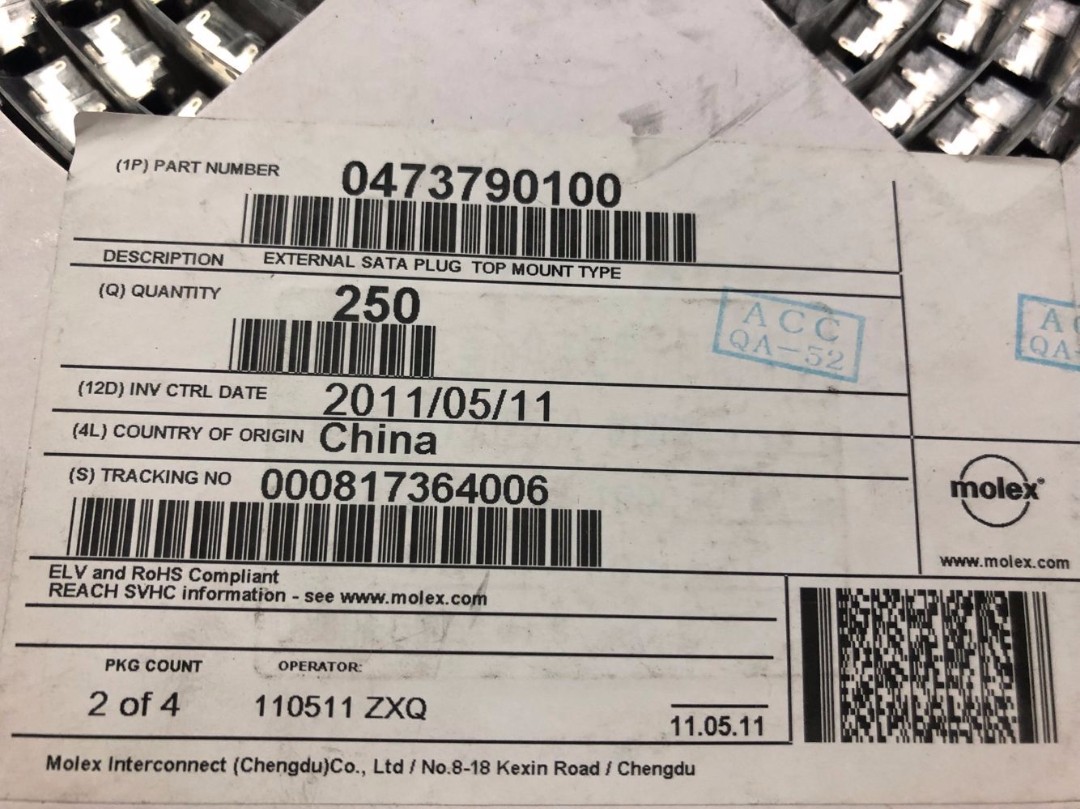 (1P) PART NUMBER 0473790100
DESCRIPTION EXTERNAL SATA PLUG TOP MOUNT TYPE
(Q) QUANTITY 250
ACC
QA-52
AC
QA-
(12D) INV CTRL DATE 2011/05/11
(4L) COUNTRY OF ORIGIN China
(S) TRACKING NO 000817364006
molex®
www.molex.com
ELV and RoHS Compliant
REACH SVHC information - see www.molex.com
PKG COUNT OPERATOR:
2 of 4 110511 ZXQ 11.05.11
Molex Interconnect (Chengdu)Co., Ltd / No.8-18 Kexin Road / Chengdu